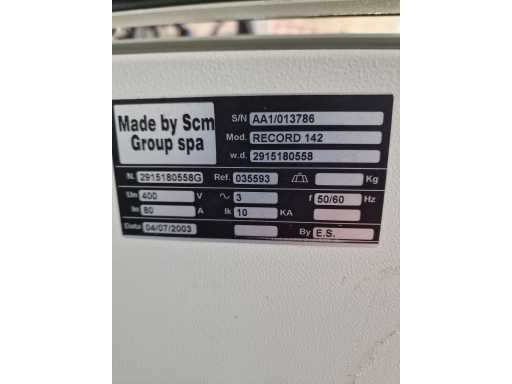 Made by Scm
Group spa
S/N AA1/013786
Mod. RECORD 142
w.d. 2915180558
N. 2915180558G Ref. 035593 Kg
Un 400 V ~ 3 f 50/60 Hz
In 80 A Ik 10 KA
Data 04/07/2003 By E.S.